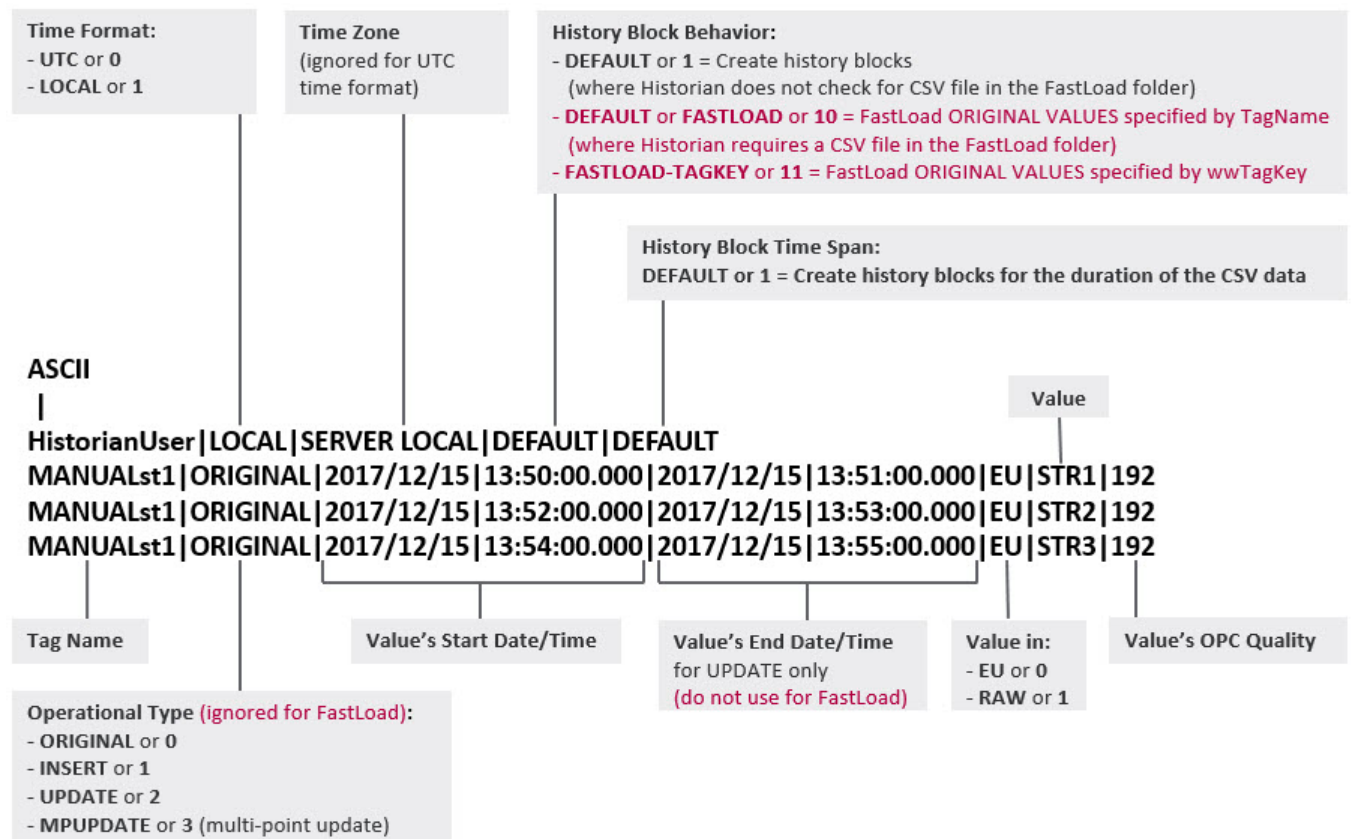 Time Format:
- UTC or 0
- LOCAL or 1
Time Zone
(ignored for UTC
time format)
History Block Behavior:
- DEFAULT or 1 = Create history blocks
(where Historian does not check for CSV file in the FastLoad folder)
- DEFAULT or FASTLOAD or 10 = FastLoad ORIGINAL VALUES specified by TagName
(where Historian requires a CSV file in the FastLoad folder)
- FASTLOAD-TAGKEY or 11 = FastLoad ORIGINAL VALUES specified by wwTagKey
History Block Time Span:
DEFAULT or 1 = Create history blocks for the duration of the CSV data
ASCII
|
Value
HistorianUser|LOCAL|SERVER LOCAL|DEFAULT|DEFAULT
MANUALst1|ORIGINAL|2017/12/15|13:50:00.000|2017/12/15|13:51:00.000|EU|STR1|192
MANUALst1|ORIGINAL|2017/12/15|13:52:00.000|2017/12/15|13:53:00.000|EU|STR2|192
MANUALst1|ORIGINAL|2017/12/15|13:54:00.000|2017/12/15|13:55:00.000|EU|STR3|192
Tag Name
Value's Start Date/Time
Value's End Date/Time
for UPDATE only
(do not use for FastLoad)
Value in:
- EU or 0
- RAW or 1
Value's OPC Quality
Operational Type (ignored for FastLoad):
- ORIGINAL or 0
- INSERT or 1
- UPDATE or 2
- MPUPDATE or 3 (multi-point update)